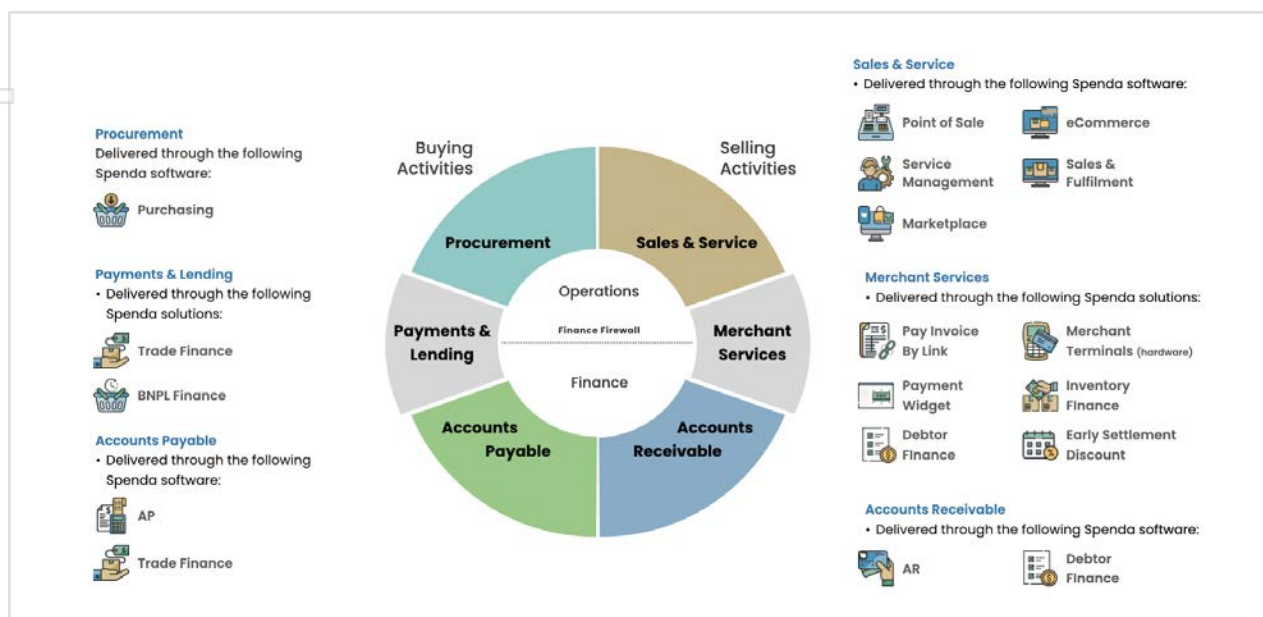 Procurement
Delivered through the following
Spenda software:
Purchasing
Payments & Lending
• Delivered through the following
Spenda solutions:
Trade Finance
BNPL Finance
Accounts Payable
• Delivered through the following
Spenda software:
AP
Trade Finance
Buying
Activities
Selling
Activities
Procurement
Sales & Service
Operations
Finance Firewall
Payments &
Lending
Merchant
Services
Finance
Accounts
Payable
Accounts
Receivable
Sales & Service
• Delivered through the following Spenda software:
Point of Sale
eCommerce
Service
Management
Sales &
Fulfilment
Marketplace
Merchant Services
• Delivered through the following Spenda solutions:
Pay Invoice
By Link
Merchant
Terminals (hardware)
Payment
Widget
Inventory
FInance
Debtor
FInance
Early Settlement
Discount
Accounts Receivable
• Delivered through the following Spenda software:
AR
Debtor
FInance